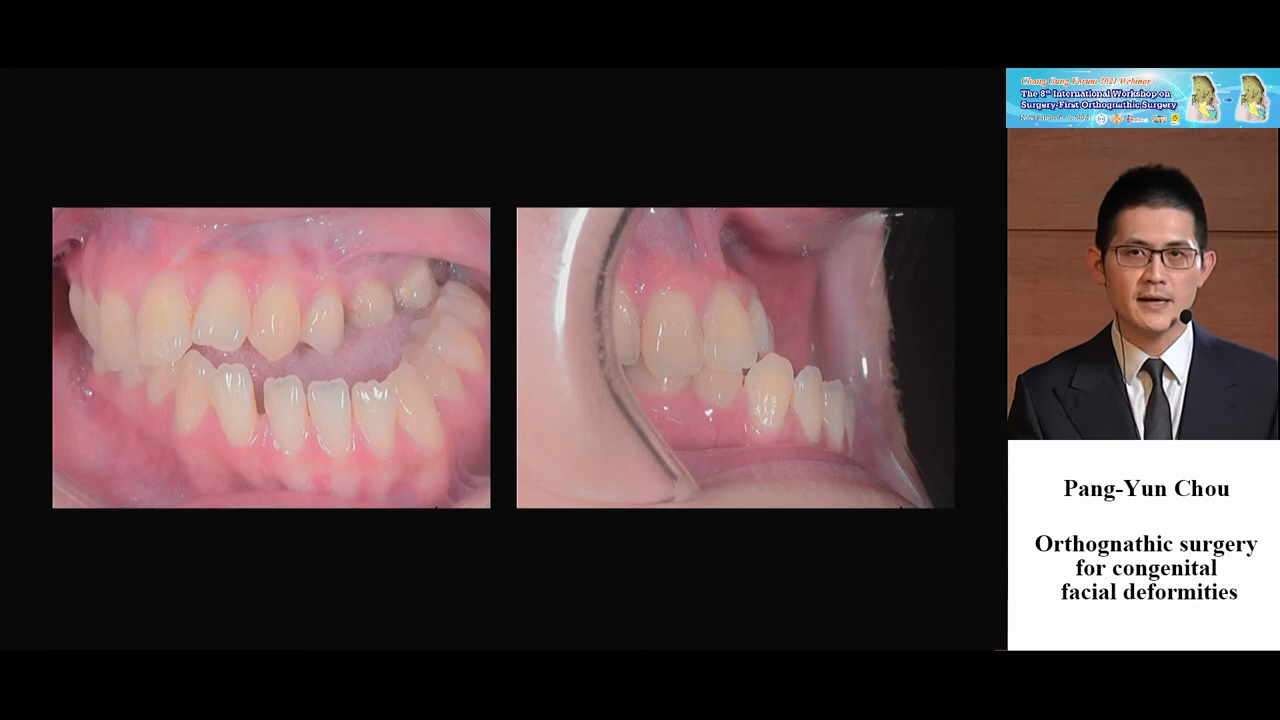 Chang Gung Forum 2021 Webinar
The 8th International Workshop on
Surgery-First Orthognathic Surgery
Pang-Yun Chou
Orthognathic surgery
for congenital
facial deformities